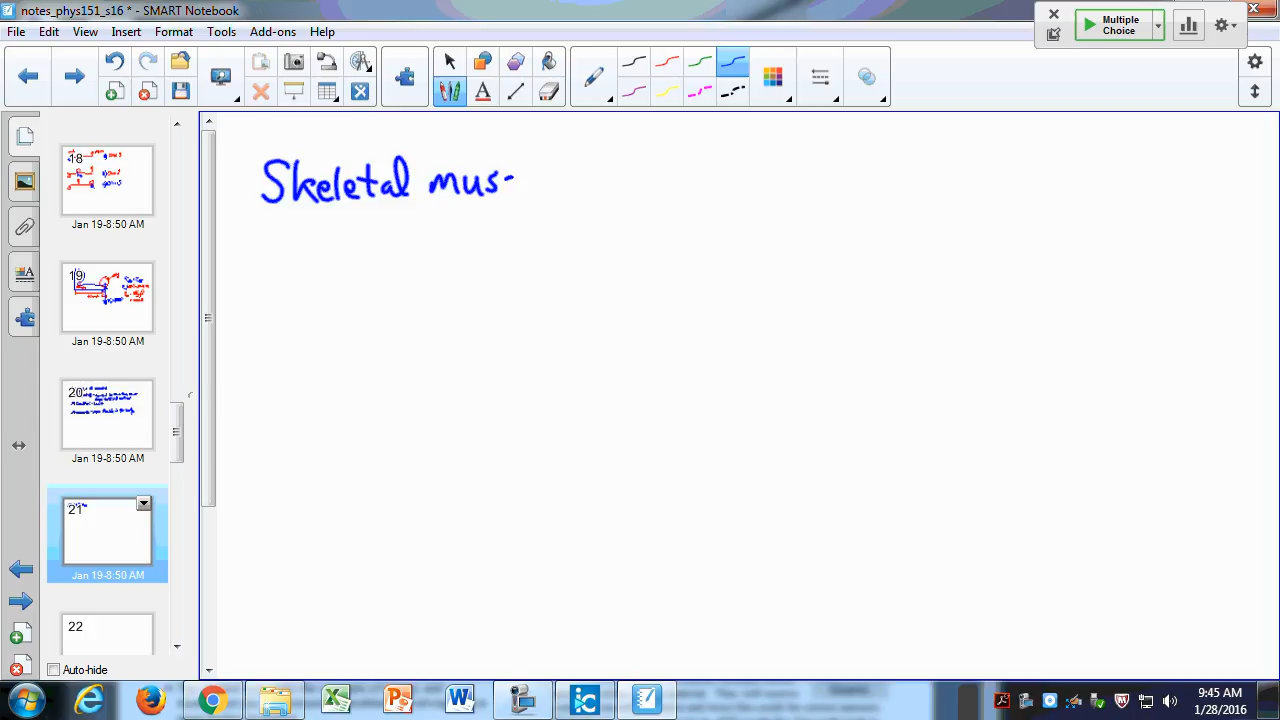 notes_phys151_s16 * - SMART Notebook
Multiple
Choice
File Edit View Insert Format Tools Add-ons Help
Skeletal mus
18
Jan 19-8:50 AM
19
Jan 19-8:50 AM
20
Jan 19-8:50 AM
21
Jan 19-8:50 AM
22
Auto-hide
9:45 AM
1/28/2016